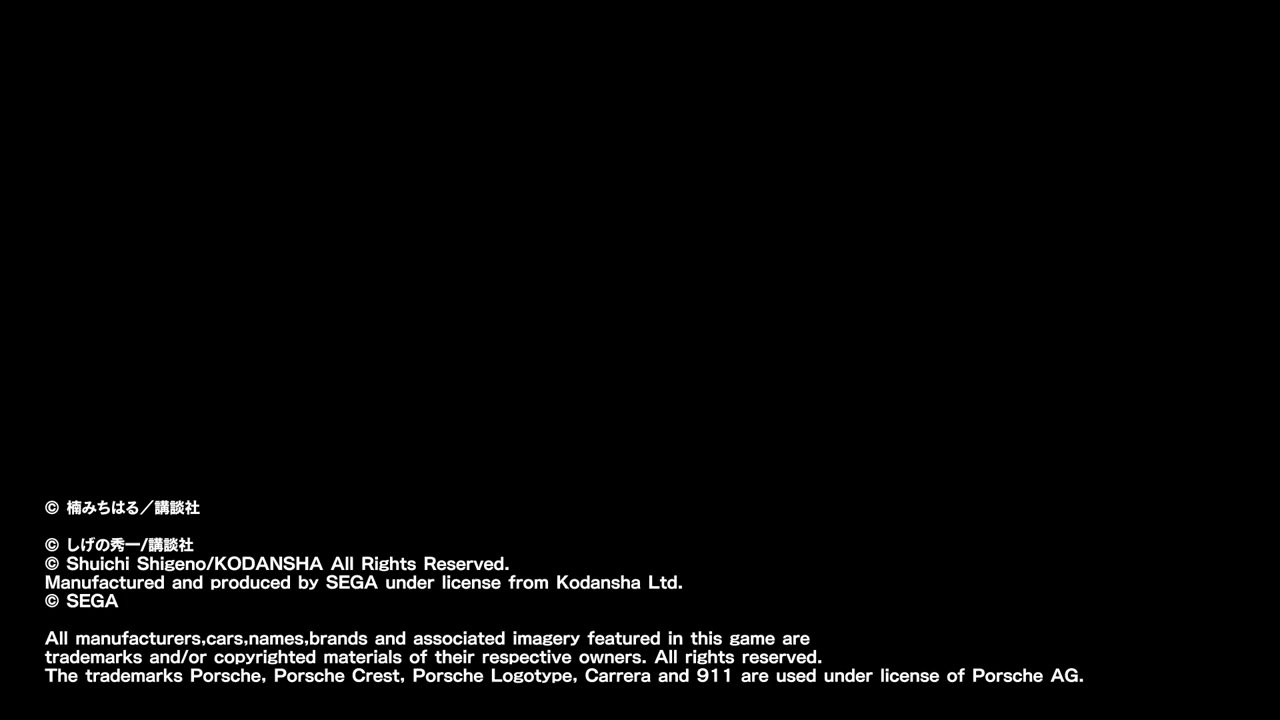 © 楠みちはる／講談社
© しげの秀一/講談社
© Shuichi Shigeno/KODANSHA All Rights Reserved.
Manufactured and produced by SEGA under license from Kodansha Ltd.
© SEGA
All manufacturers,cars,names,brands and associated imagery featured in this game are
trademarks and/or copyrighted materials of their respective owners. All rights reserved.
The trademarks Porsche, Porsche Crest, Porsche Logotype, Carrera and 911 are used under license of Porsche AG.